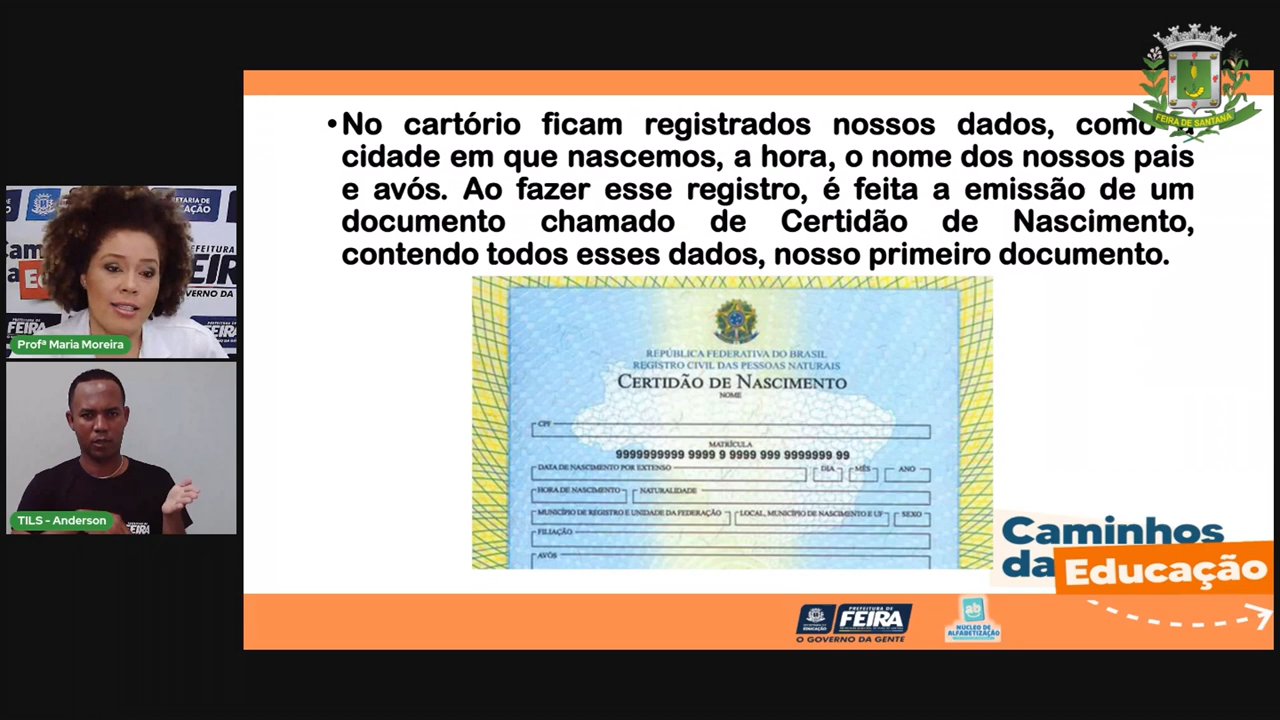 •No cartório ficam registrados nossos dados, como a
cidade em que nascemos, a hora, o nome dos nossos pais
e avós. Ao fazer esse registro, é feita a emissão de um
documento chamado de Certidão de Nascimento,
contendo todos esses dados, nosso primeiro documento.
REPÚBLICA FEDERATIVA DO BRASIL
REGISTRO CIVIL DAS PESSOAS NATURAIS
CERTIDÃO DE NASCIMENTO
NOME
CPF
MATRÍCULA
9999999999 9999 9 9999 999 9999999 99
DATA DE NASCIMENTO POR EXTENSO DIA MÊS ANO
HORA DE NASCIMENTO NATURALIDADE
MUNICÍPIO DE REGISTRO E UNIDADE DA FEDERAÇÃO LOCAL, MUNICÍPIO DE NASCIMENTO E UF SEXO
FILIAÇÃO
AVÓS
FEIRA DE SANTANA
Profª Maria Moreira
TILS - Anderson
FEIRA
Caminhos
da Educação
PREFEITURA DE
FEIRA
EDUCAÇÃO
O GOVERNO DA GENTE
ab
NÚCLEO DE
ALFABETIZAÇÃO